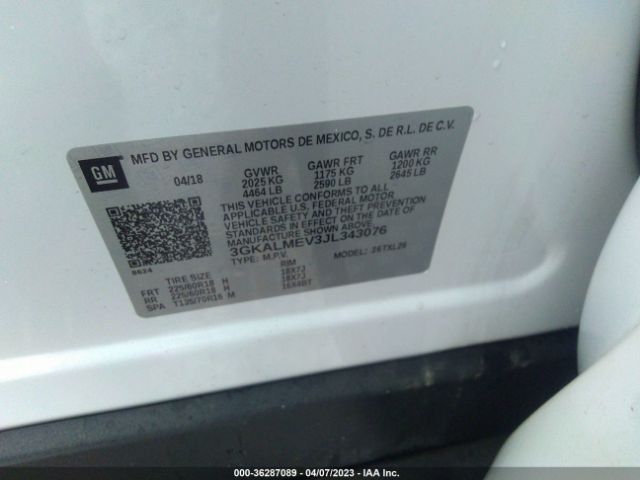 GM
MFD BY GENERAL MOTORS DE MEXICO, S. DE R.L. DE C.V.
04/18
GVWR GAWR FRT GAWR RR
2025 KG 1175 KG 1200 KG
4464 LB 2590 LB 2645 LB
THIS VEHICLE CONFORMS TO ALL
APPLICABLE U.S. FEDERAL MOTOR
VEHICLE SAFETY AND THEFT
PREVENTION STANDARDS IN
EFFECT ON THE DATE OF
MANUFACTURE SHOWN ABOVE.
3GKALMEV3JL343076
TYPE: M.P.V. MODEL: 26TXL26
8624
TIRE SIZE RIM
FRT 225/60R18 H 18X7J
RR 225/60R18 H 18X7J
SPA T135/70R16 M 16X4BT
000-36287089 - 04/07/2023 - IAA Inc.